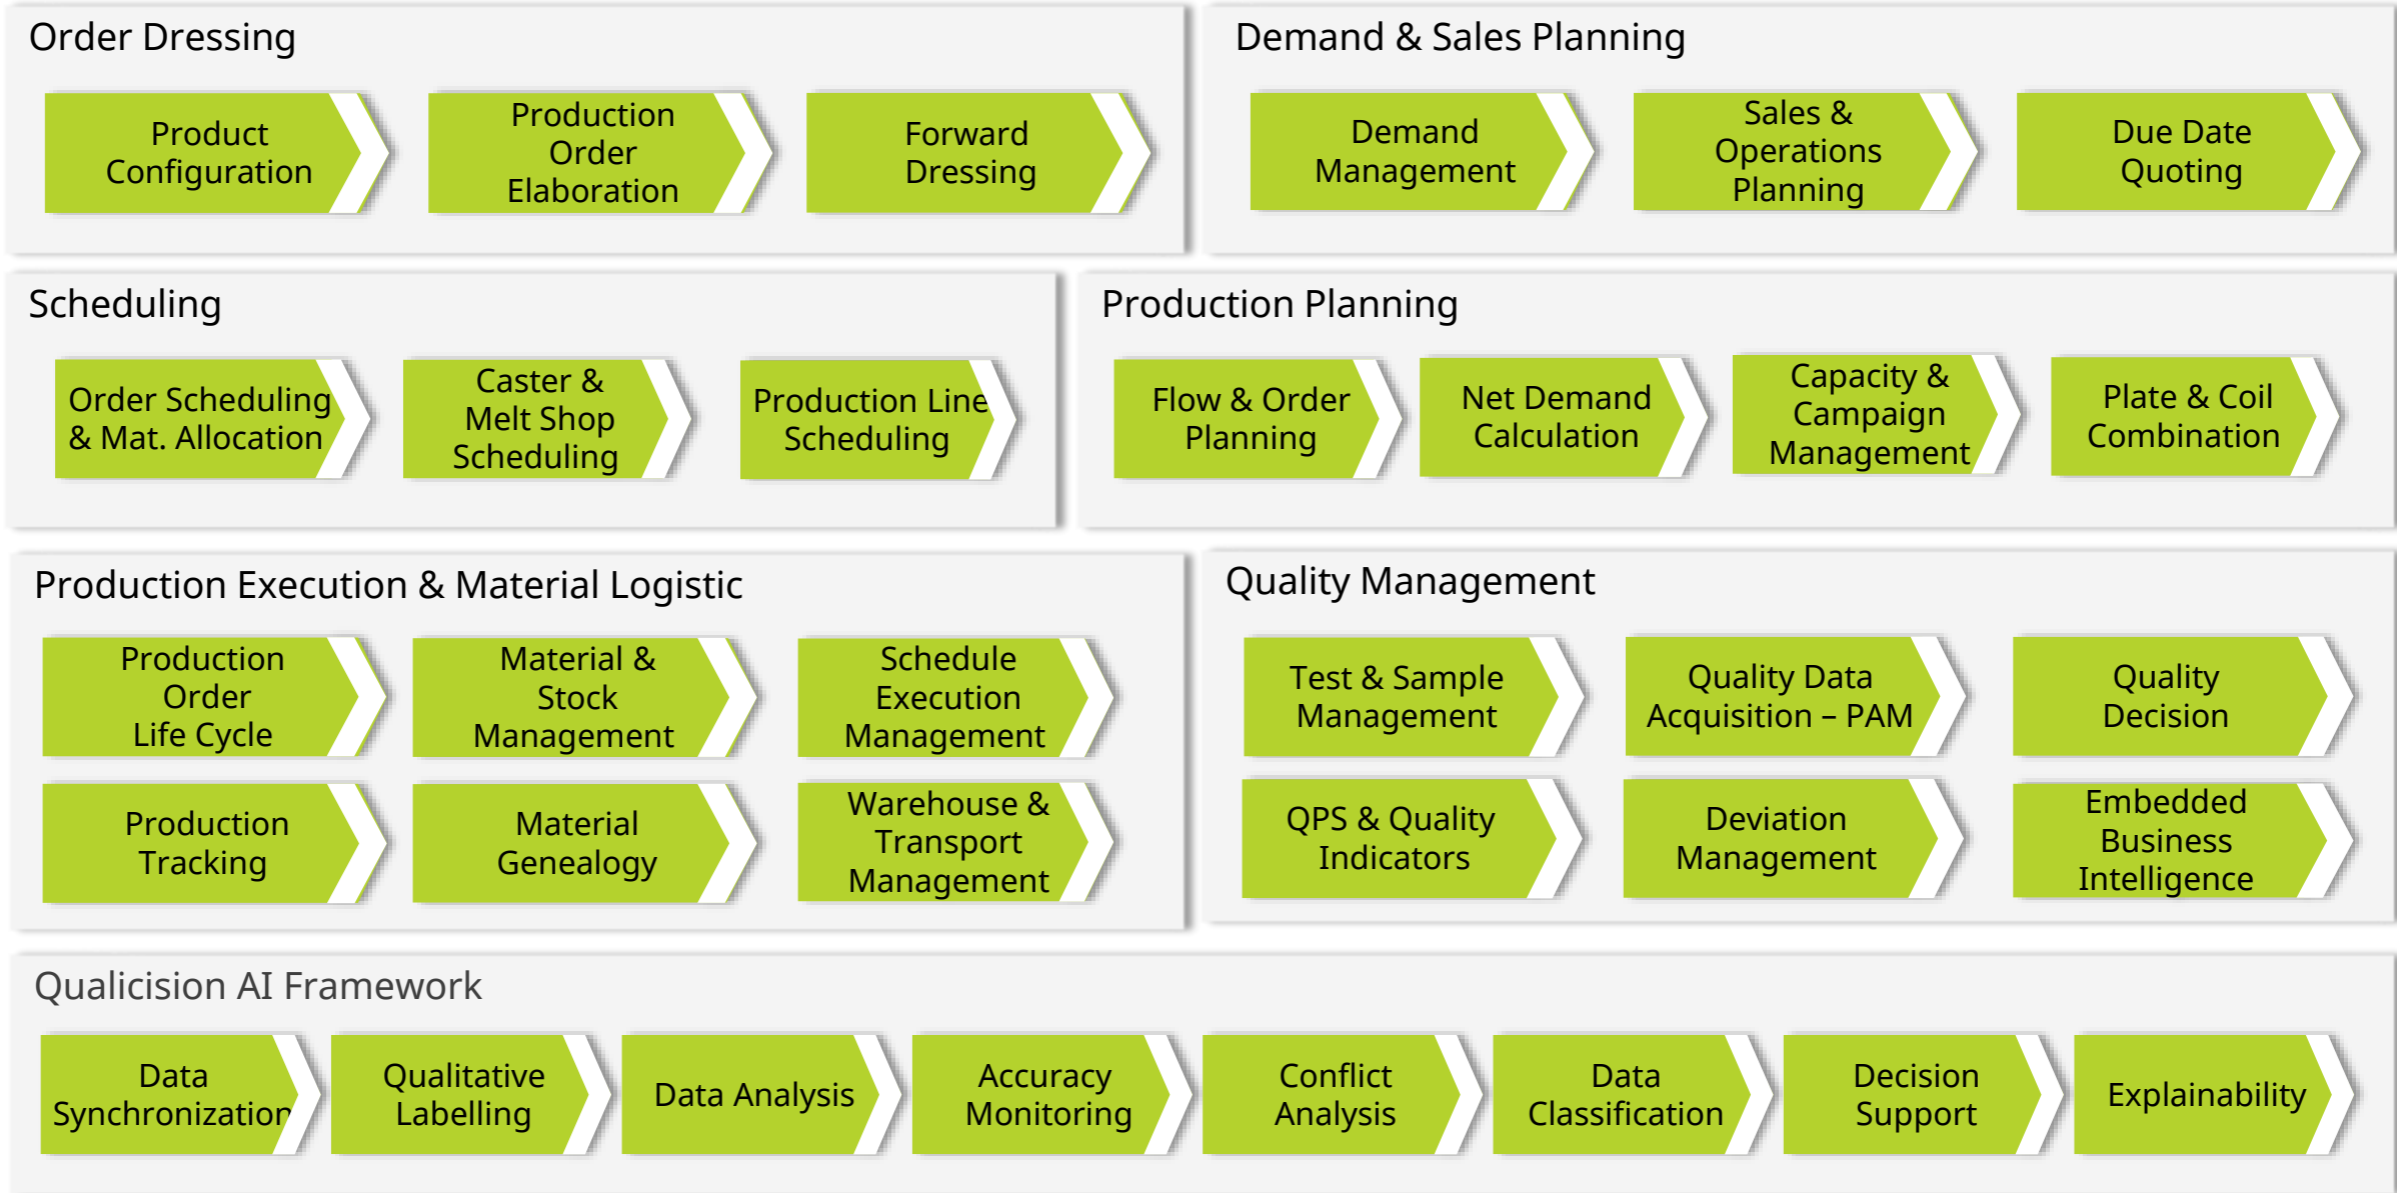 Order Dressing
Product
Configuration
Production
Order
Elaboration
Forward
Dressing
Demand & Sales Planning
Demand
Management
Sales &
Operations
Planning
Due Date
Quoting
Scheduling
Order Scheduling
& Mat. Allocation
Caster &
Melt Shop
Scheduling
Production Line
Scheduling
Production Planning
Flow & Order
Planning
Net Demand
Calculation
Capacity &
Campaign
Management
Plate & Coil
Combination
Production Execution & Material Logistic
Production
Order
Life Cycle
Material &
Stock
Management
Schedule
Execution
Management
Production
Tracking
Material
Genealogy
Warehouse &
Transport
Management
Quality Management
Test & Sample
Management
Quality Data
Acquisition – PAM
Quality
Decision
QPS & Quality
Indicators
Deviation
Management
Embedded
Business
Intelligence
Qualicision AI Framework
Data
Synchronization
Qualitative
Labelling
Data Analysis
Accuracy
Monitoring
Conflict
Analysis
Data
Classification
Decision
Support
Explainability